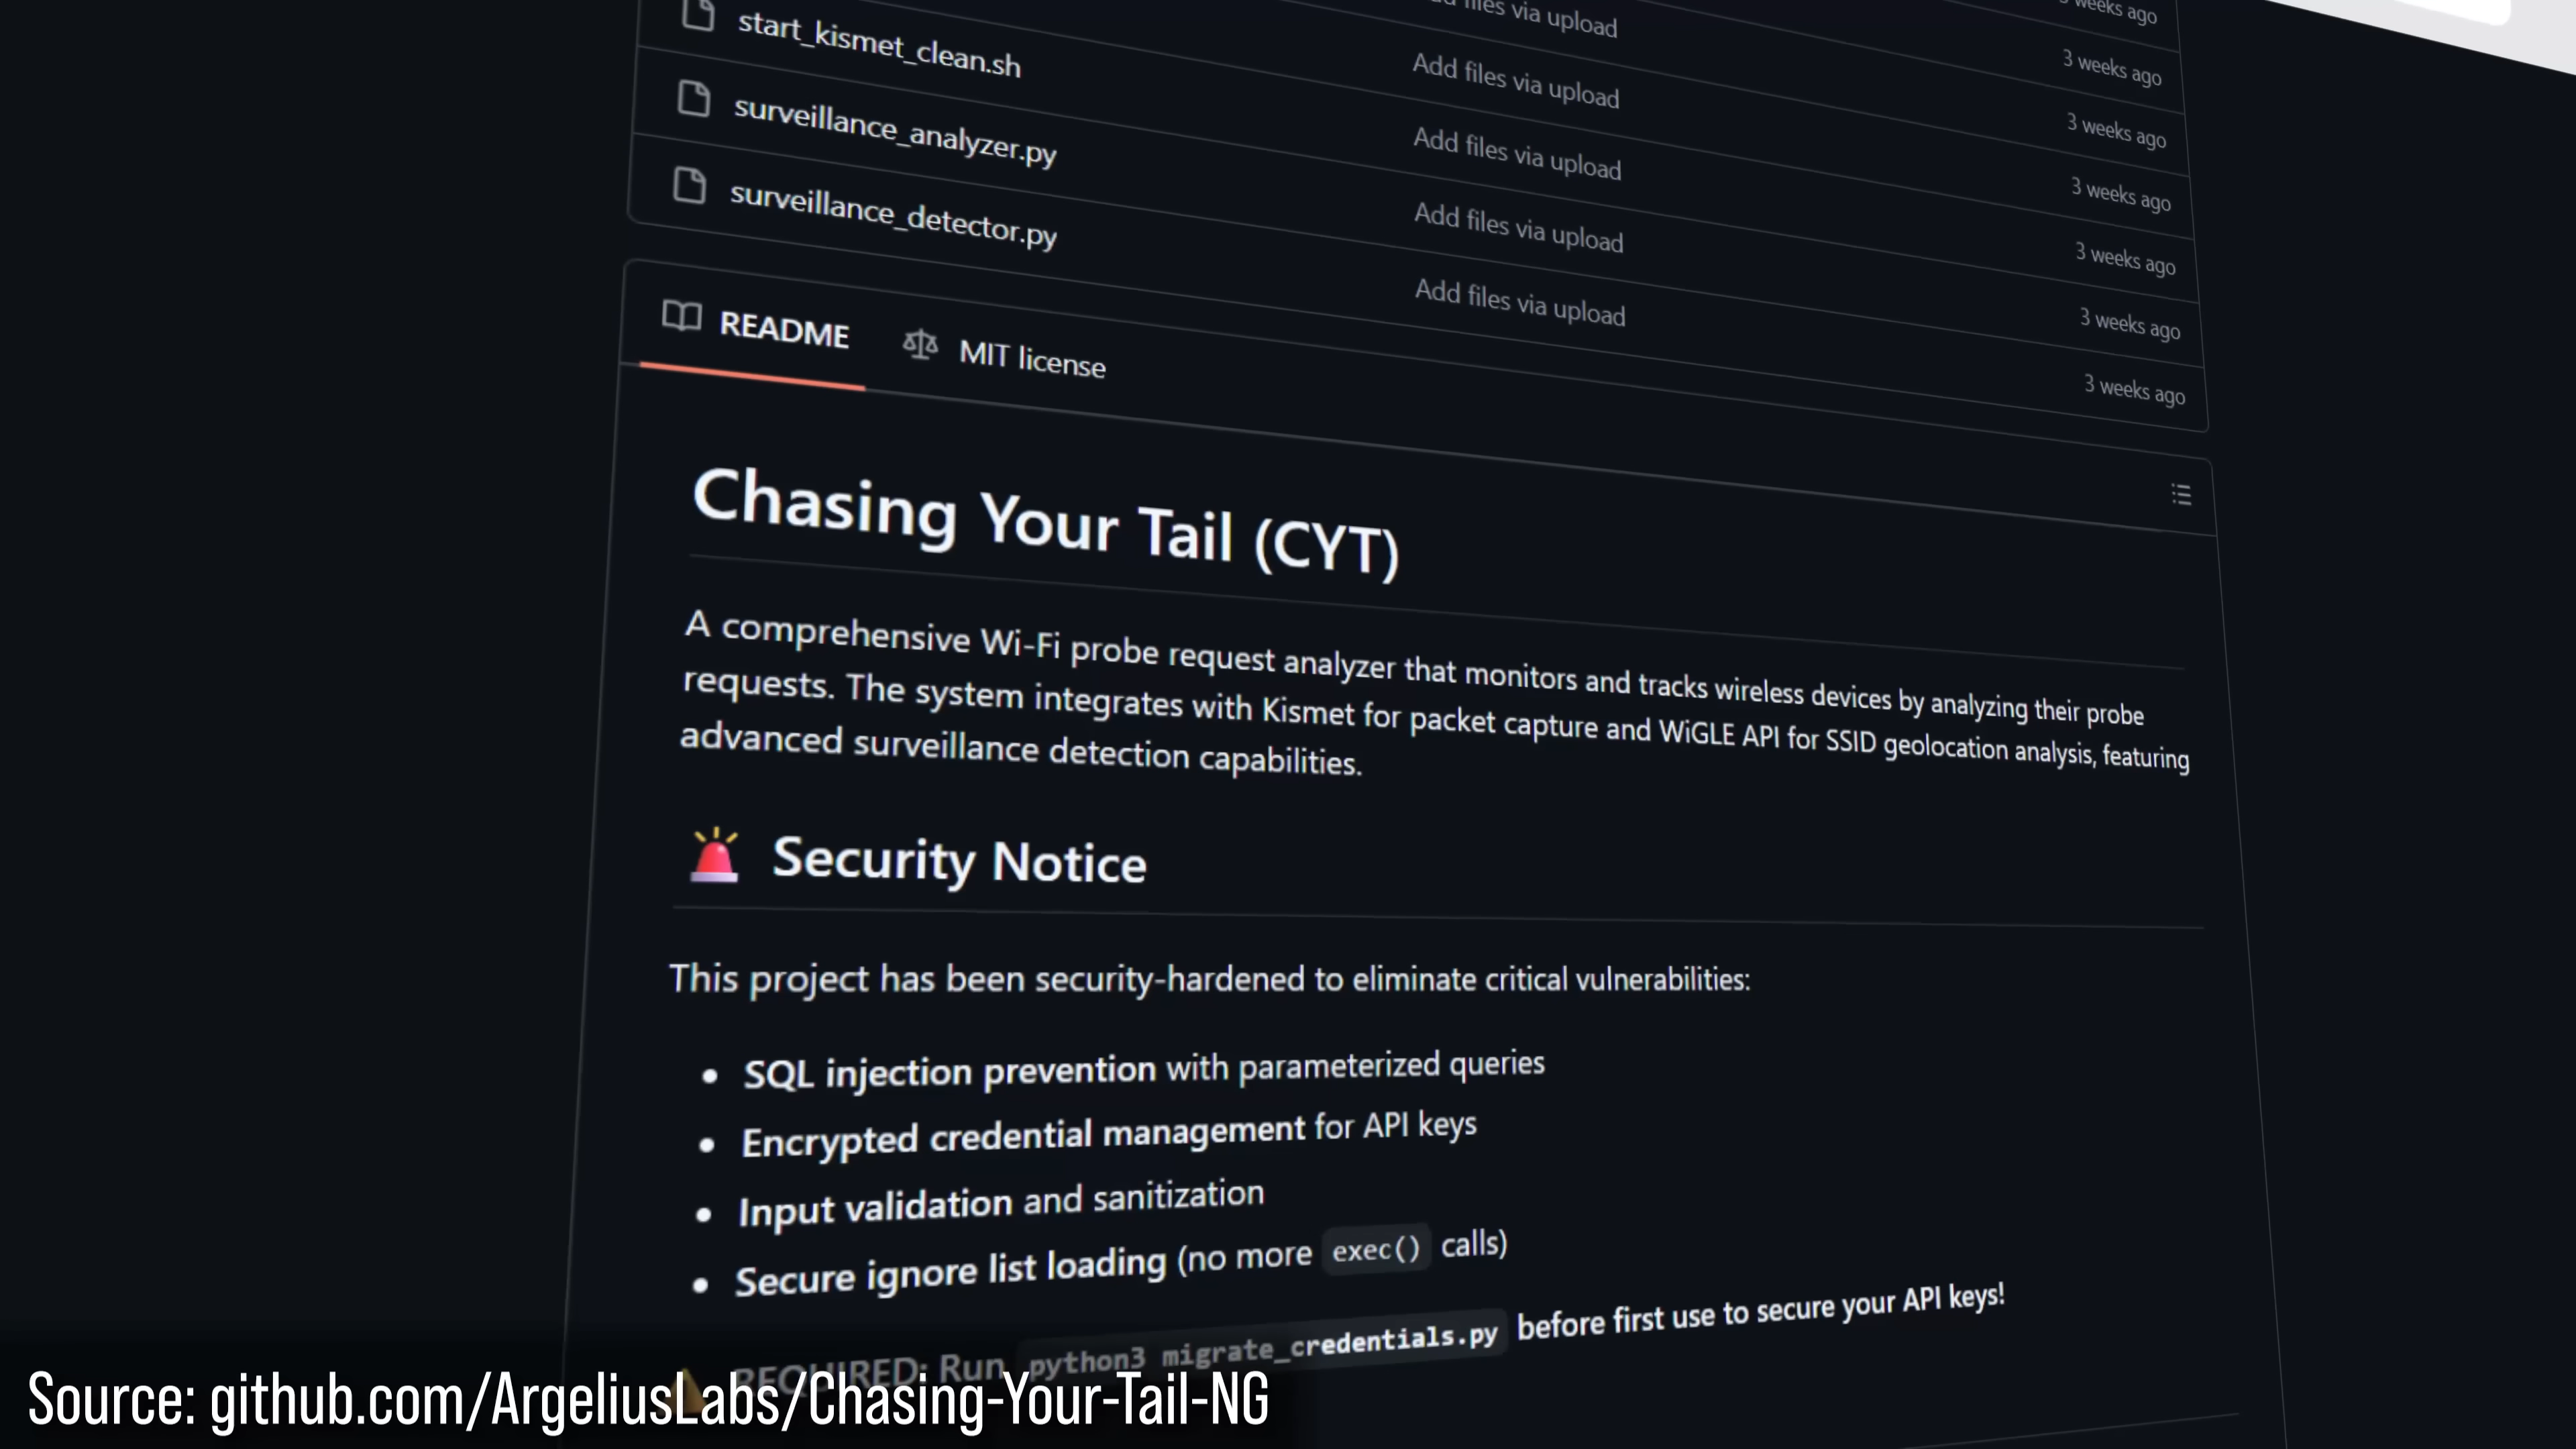 weeks ago
files via upload
3 weeks ago
start_kismet_clean.sh
Add files via upload
3 weeks ago
surveillance_analyzer.py
Add files via upload
3 weeks ago
surveillance_detector.py
Add files via upload
3 weeks ago
Add files via upload
3 weeks ago
3 weeks ago
README
MIT license
Chasing Your Tail (CYT)
A comprehensive Wi-Fi probe request analyzer that monitors and tracks wireless devices by analyzing their probe
requests. The system integrates with Kismet for packet capture and WiGLE API for SSID geolocation analysis, featuring
advanced surveillance detection capabilities.
🚨 Security Notice
This project has been security-hardened to eliminate critical vulnerabilities:
• SQL injection prevention with parameterized queries
• Encrypted credential management for API keys
• Input validation and sanitization
• Secure ignore list loading (no more exec() calls)
REQUIRED: Run python3 migrate_credentials.py before first use to secure your API keys!
Source: github.com/ArgeliusLabs/Chasing-Your-Tail-NG